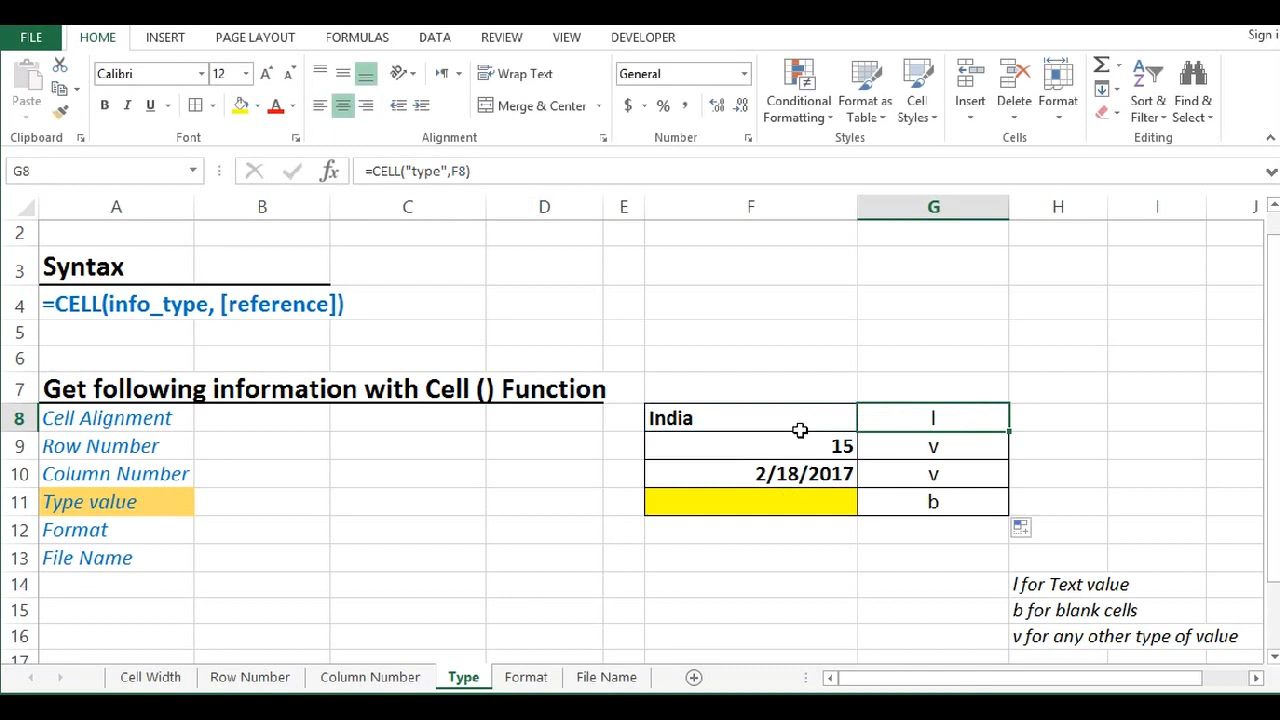 FILE HOME INSERT PAGE LAYOUT FORMULAS DATA REVIEW VIEW DEVELOPER Sign i
Paste
Calibri 12
B I U
A A
Wrap Text
Merge & Center
General
$ %
Conditional Formatting
Format as Table
Cell Styles
Insert Delete Format
Sort & Filter
Find & Select
Clipboard Font Alignment Number Styles Cells Editing
G8 fx =CELL("type",F8)
A B C D E F G H I J
2
3 Syntax
4 =CELL(info_type, [reference])
5
6
7 Get following information with Cell () Function
8 Cell Alignment India l
9 Row Number 15 v
10 Column Number 2/18/2017 v
11 Type value b
12 Format
13 File Name
14 l for Text value
15 b for blank cells
16 v for any other type of value
17
Cell Width Row Number Column Number Type Format File Name